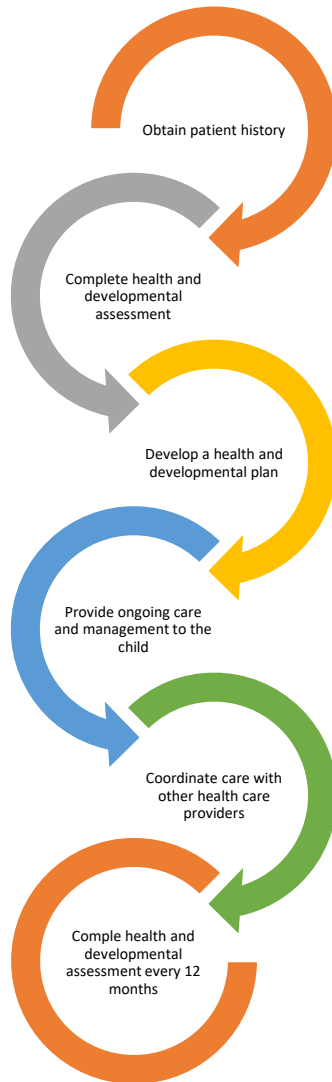 Obtain patient history
Complete health and
developmental
assessment
Develop a health and
developmental plan
Provide ongoing care
and management to the
child
Coordinate care with
other health care
providers
Comple health and
developmental
assessment every 12
months